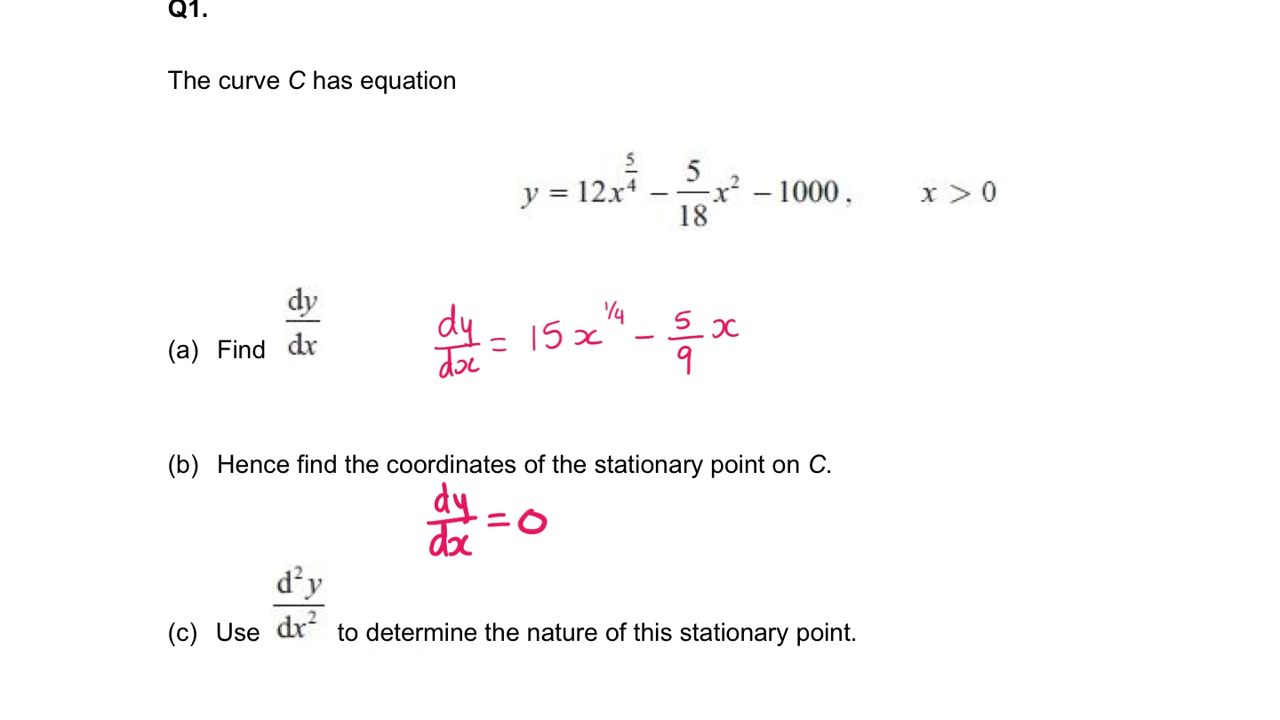 Q1.
The curve C has equation
y = 12x^(5/4) − 5/18 x² − 1000 , x > 0
(a) Find dy/dx dy/dx = 15x^(1/4) − 5/9 x
(b) Hence find the coordinates of the stationary point on C.
dy/dx = 0
(c) Use d²y/dx² to determine the nature of this stationary point.